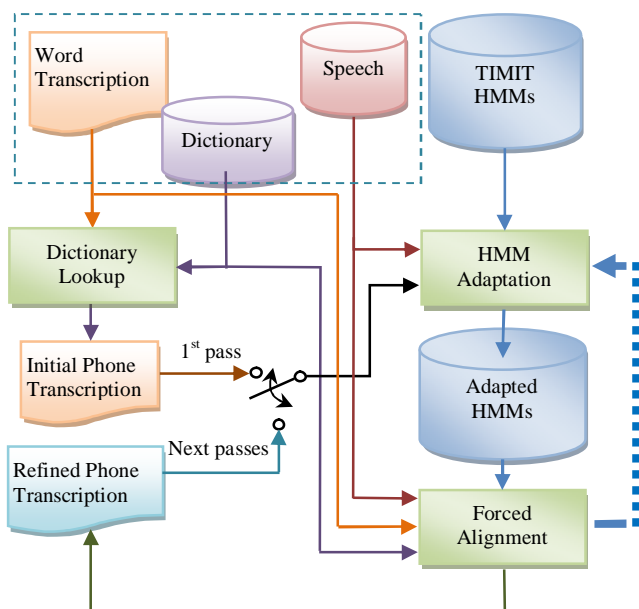 Word
Transcription
Speech
TIMIT
HMMs
Dictionary
Dictionary
Lookup
HMM
Adaptation
Initial Phone
Transcription
1st pass
Adapted
HMMs
Next passes
Refined Phone
Transcription
Forced
Alignment